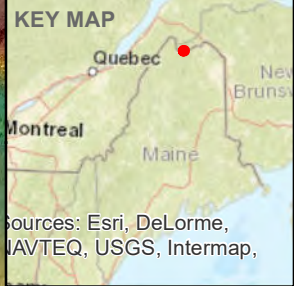 KEY MAP
Quebec
New
Brunsw
Montreal
Maine
Sources: Esri, DeLorme,
NAVTEQ, USGS, Intermap,